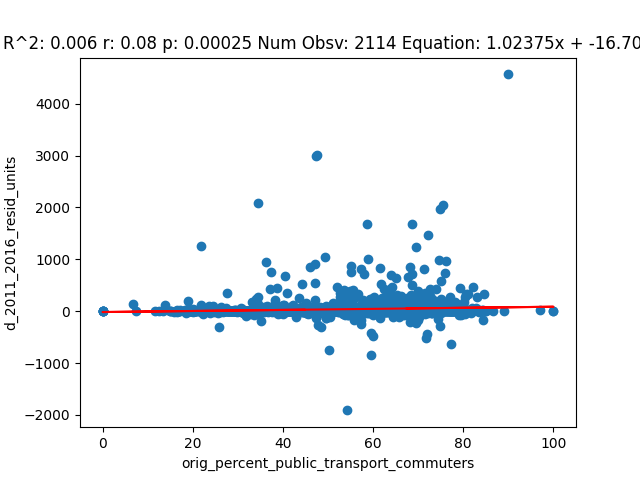 R^2: 0.006 r: 0.08 p: 0.00025 Num Obsv: 2114 Equation: 1.02375x + -16.70
4000
3000
2000
1000
0
−1000
−2000
d_2011_2016_resid_units
0 20 40 60 80 100
orig_percent_public_transport_commuters